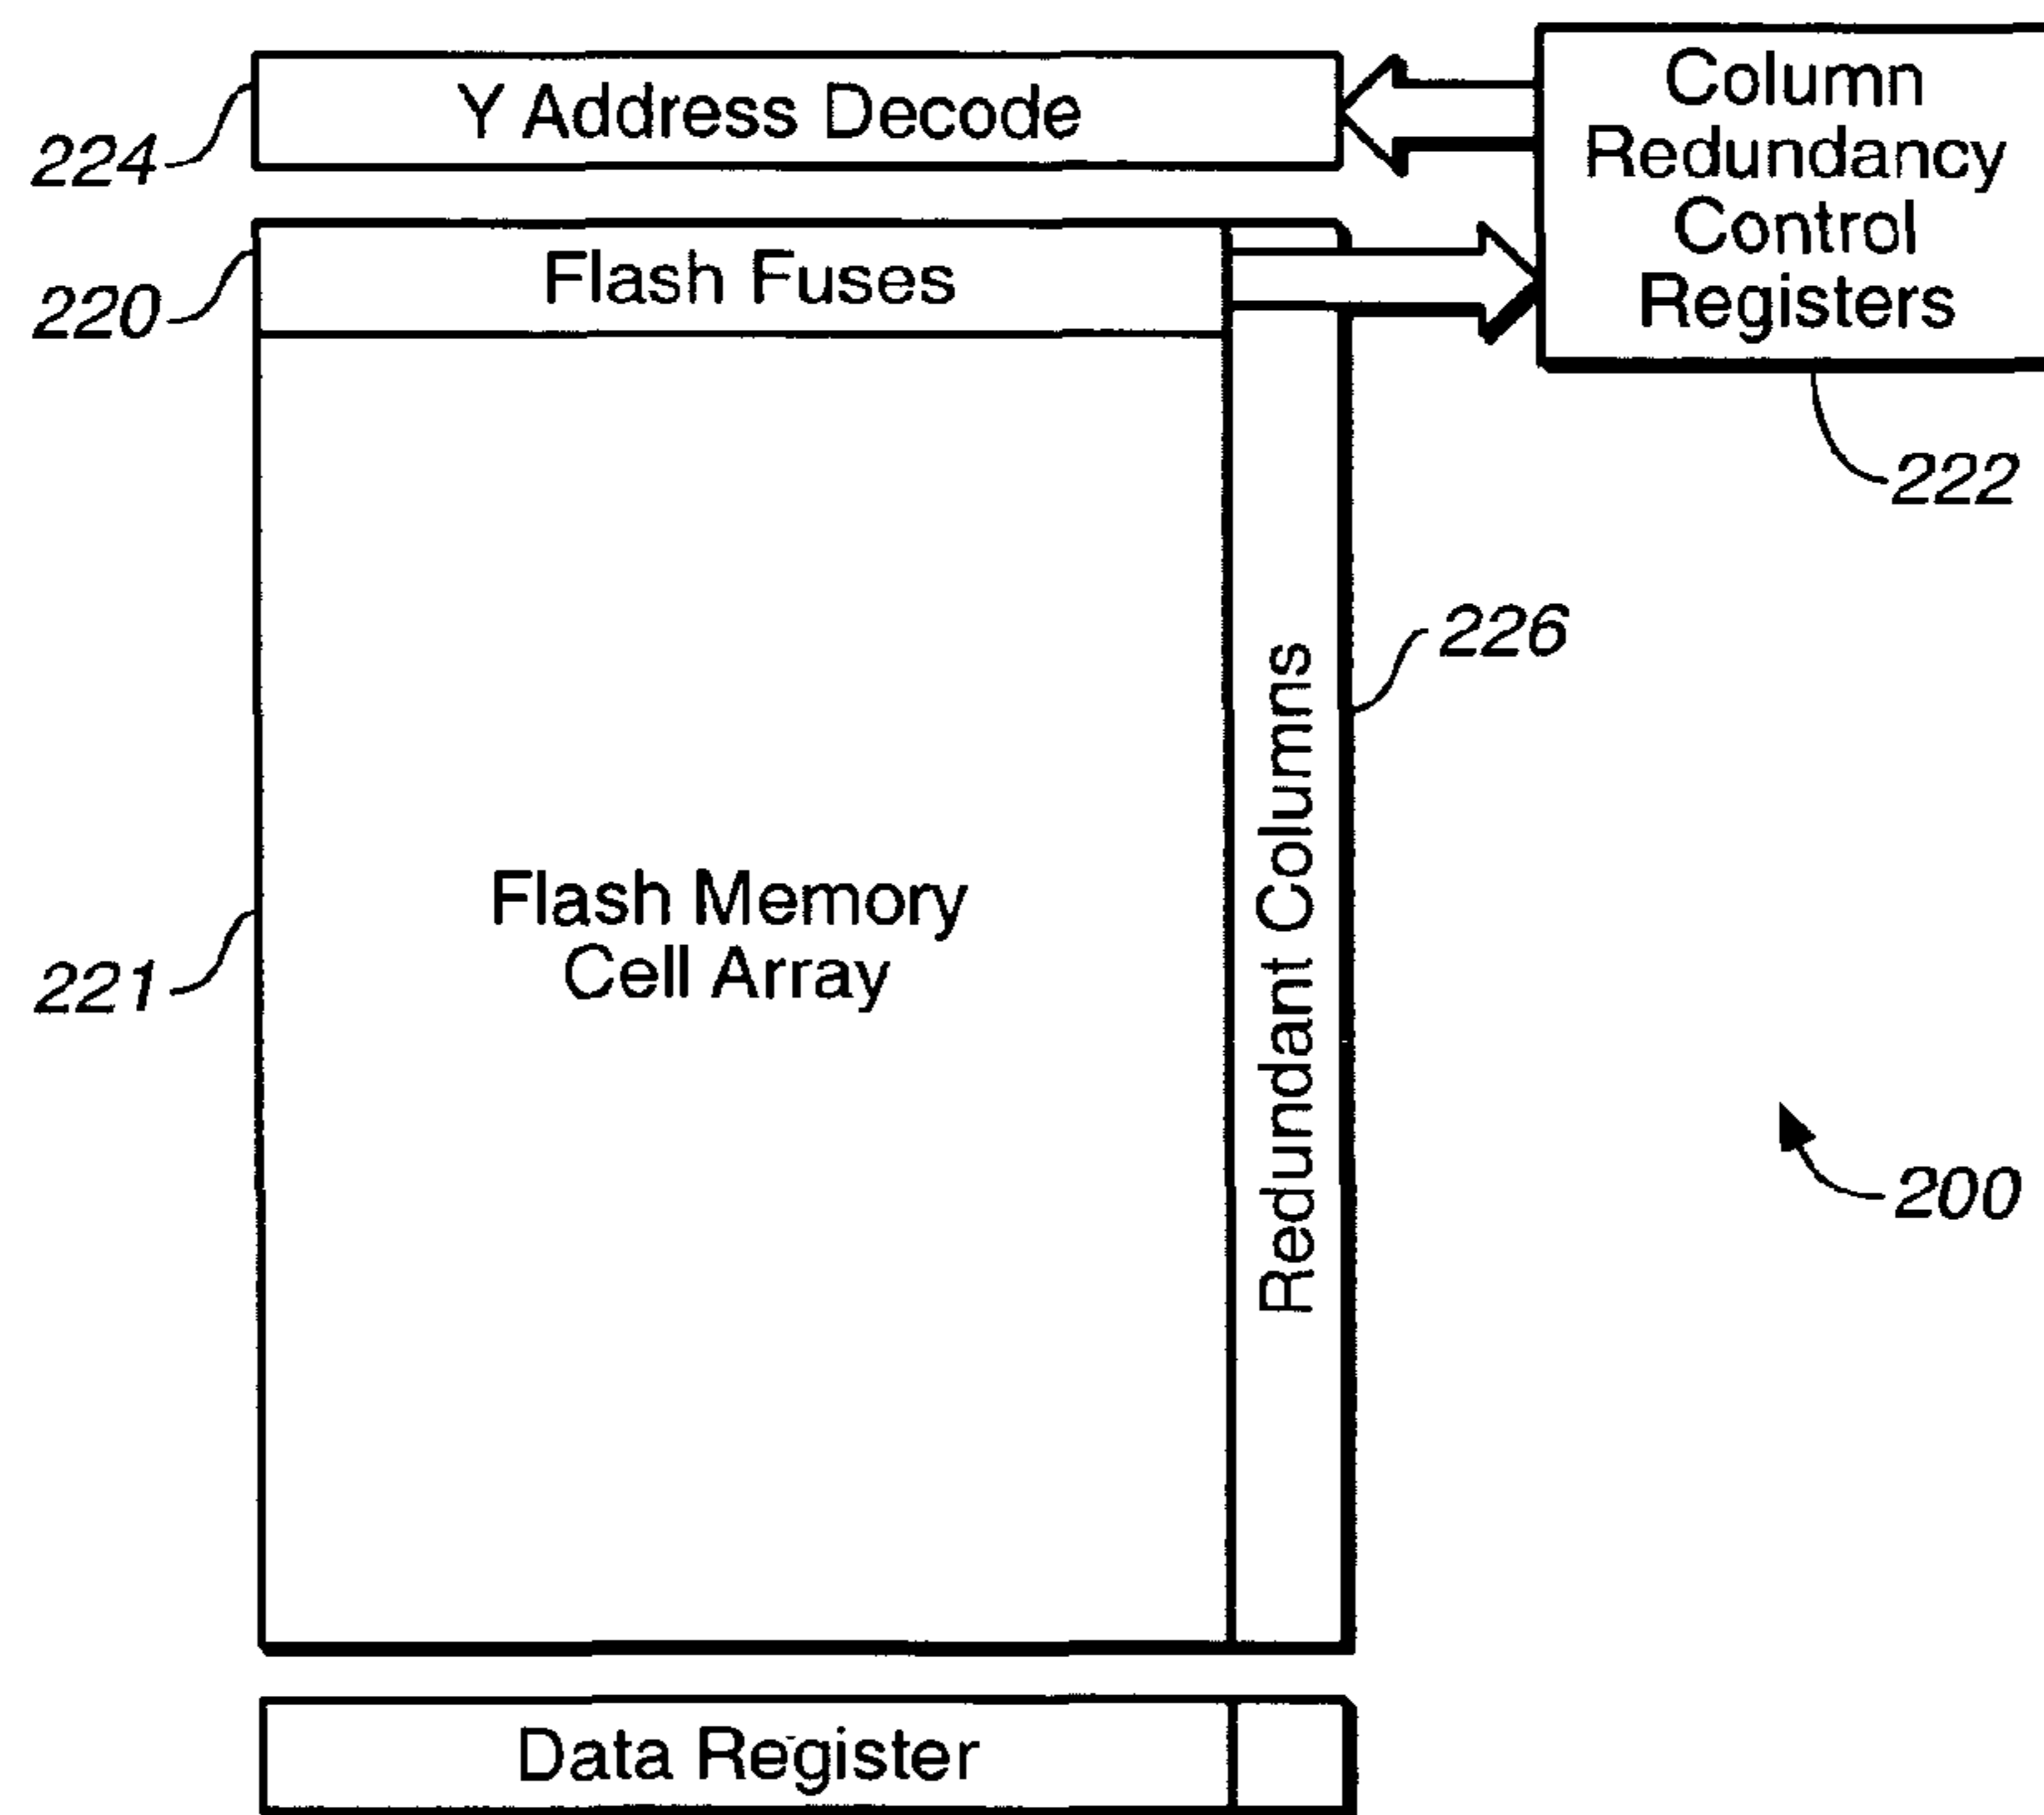 Y Address Decode
224
Column
Redundancy
Control
Registers
222
Flash Fuses
220
Flash Memory
Cell Array
221
Redundant Columns
226
200
Data Register